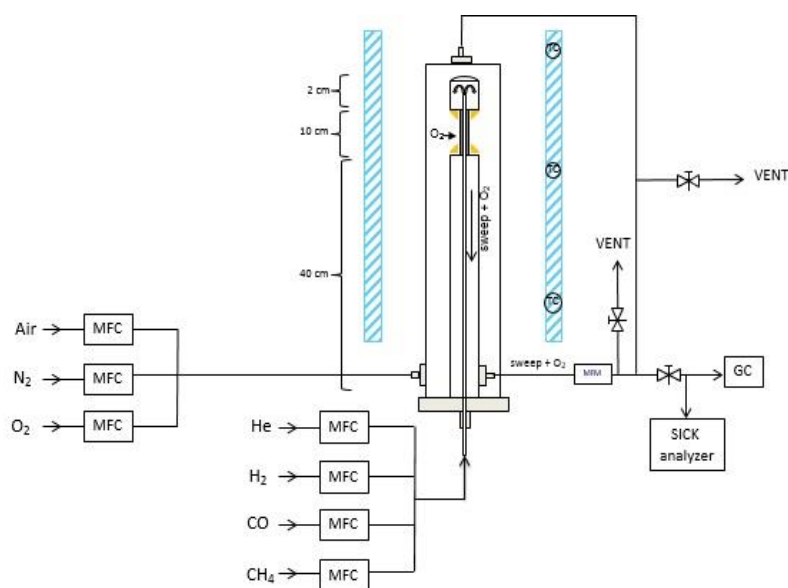 TC
2 cm
10 cm
O₂
TC
VENT
sweep + O₂
VENT
40 cm
TC
Air
MFC
sweep + O₂
MFM
GC
N₂
MFC
O₂
MFC
He
MFC
SICK
analyzer
H₂
MFC
CO
MFC
CH₄
MFC